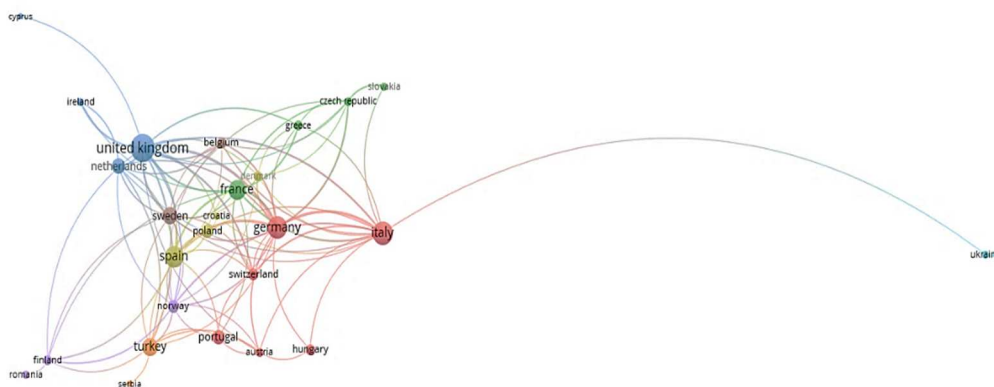 cyprus
slovakia
ireland
czech republic
greece
united kingdom
belgium
netherlands
denmark
france
sweden
croatia
poland
germany
italy
spain
ukrain
switzerland
norway
portugal
turkey
austria
hungary
finland
romania
serbia